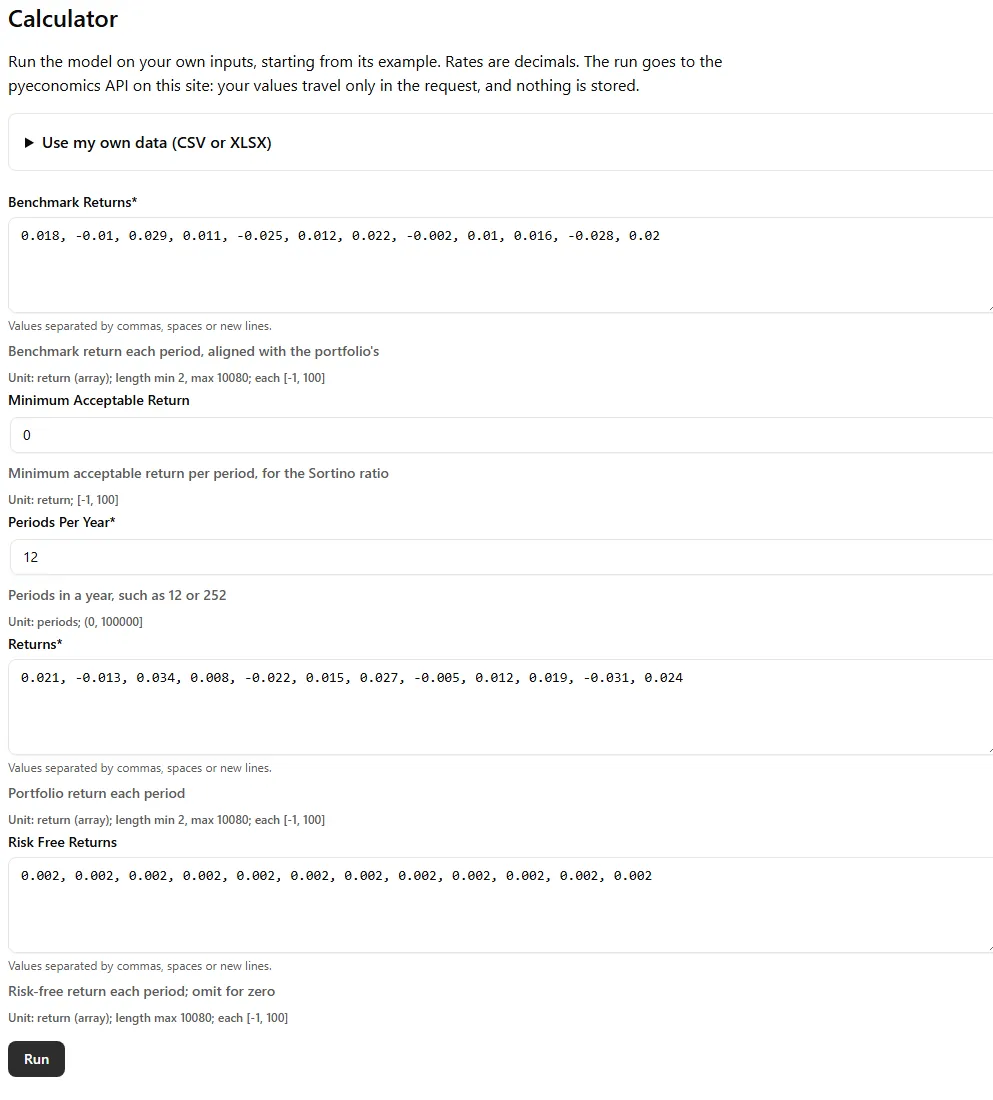 Calculator
Run the model on your own inputs, starting from its example. Rates are decimals. The run goes to the
pyeconomics API on this site: your values travel only in the request, and nothing is stored.
Use my own data (CSV or XLSX)
Benchmark Returns*
0.018, -0.01, 0.029, 0.011, -0.025, 0.012, 0.022, -0.002, 0.01, 0.016, -0.028, 0.02
Values separated by commas, spaces or new lines.
Benchmark return each period, aligned with the portfolio's
Unit: return (array); length min 2, max 10080; each [-1, 100]
Minimum Acceptable Return
0
Minimum acceptable return per period, for the Sortino ratio
Unit: return; [-1, 100]
Periods Per Year*
12
Periods in a year, such as 12 or 252
Unit: periods; (0, 100000]
Returns*
0.021, -0.013, 0.034, 0.008, -0.022, 0.015, 0.027, -0.005, 0.012, 0.019, -0.031, 0.024
Values separated by commas, spaces or new lines.
Portfolio return each period
Unit: return (array); length min 2, max 10080; each [-1, 100]
Risk Free Returns
0.002, 0.002, 0.002, 0.002, 0.002, 0.002, 0.002, 0.002, 0.002, 0.002, 0.002, 0.002
Values separated by commas, spaces or new lines.
Risk-free return each period; omit for zero
Unit: return (array); length max 10080; each [-1, 100]
Run